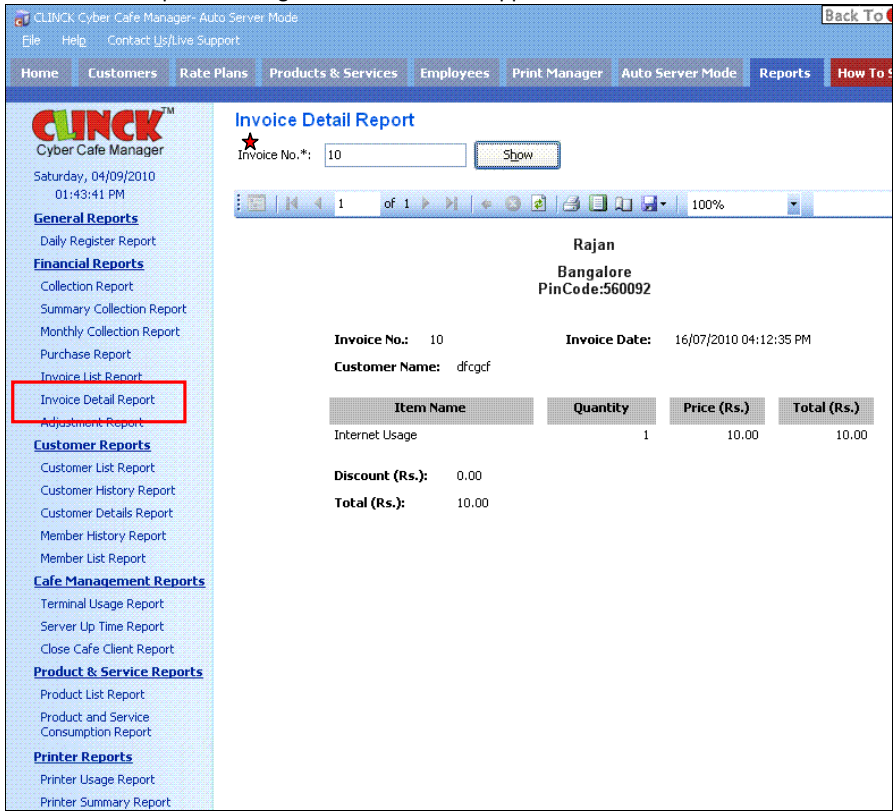 CLINCK Cyber Cafe Manager- Auto Server Mode
Back To
File Help Contact Us/Live Support
Home Customers Rate Plans Products & Services Employees Print Manager Auto Server Mode Reports How To
CLINCK TM
Cyber Cafe Manager
Saturday, 04/09/2010
01:43:41 PM
General Reports
Daily Register Report
Financial Reports
Collection Report
Summary Collection Report
Monthly Collection Report
Purchase Report
Invoice List Report
Invoice Detail Report
Adjustment Report
Customer Reports
Customer List Report
Customer History Report
Customer Details Report
Member History Report
Member List Report
Cafe Management Reports
Terminal Usage Report
Server Up Time Report
Close Cafe Client Report
Product & Service Reports
Product List Report
Product and Service
Consumption Report
Printer Reports
Printer Usage Report
Printer Summary Report
Invoice Detail Report
Invoice No.*: 10 Show
1 of 1 100%
Rajan
Bangalore
PinCode:560092
Invoice No.: 10 Invoice Date: 16/07/2010 04:12:35 PM
Customer Name: dfcgcf
Item Name Quantity Price (Rs.) Total (Rs.)
Internet Usage 1 10.00 10.00
Discount (Rs.): 0.00
Total (Rs.): 10.00